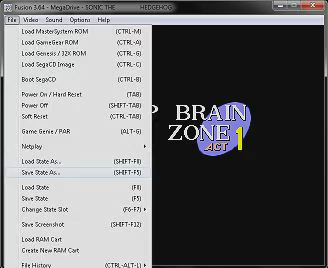 Fusion 3.64 - MegaDrive - SONIC THE HEDGEHOG
File Video Sound Options Help
Load MasterSystem ROM (CTRL-M)
Load GameGear ROM (CTRL-A)
Load Genesis / 32X ROM (CTRL-G)
Load SegaCD Image (CTRL-C)
Boot SegaCD (CTRL-B)
Power On / Hard Reset (TAB)
Power Off (SHIFT-TAB)
Soft Reset (CTRL-TAB)
Game Genie / PAR (ALT-G)
Netplay
Load State As... (SHIFT-F8)
Save State As... (SHIFT-F5)
Load State (F8)
Save State (F5)
Change State Slot (F6-F7)
Save Screenshot (SHIFT-F12)
Load RAM Cart
Create New RAM Cart
File History (CTRL-ALT-1)
P BRAIN
ZONE
ACT 1